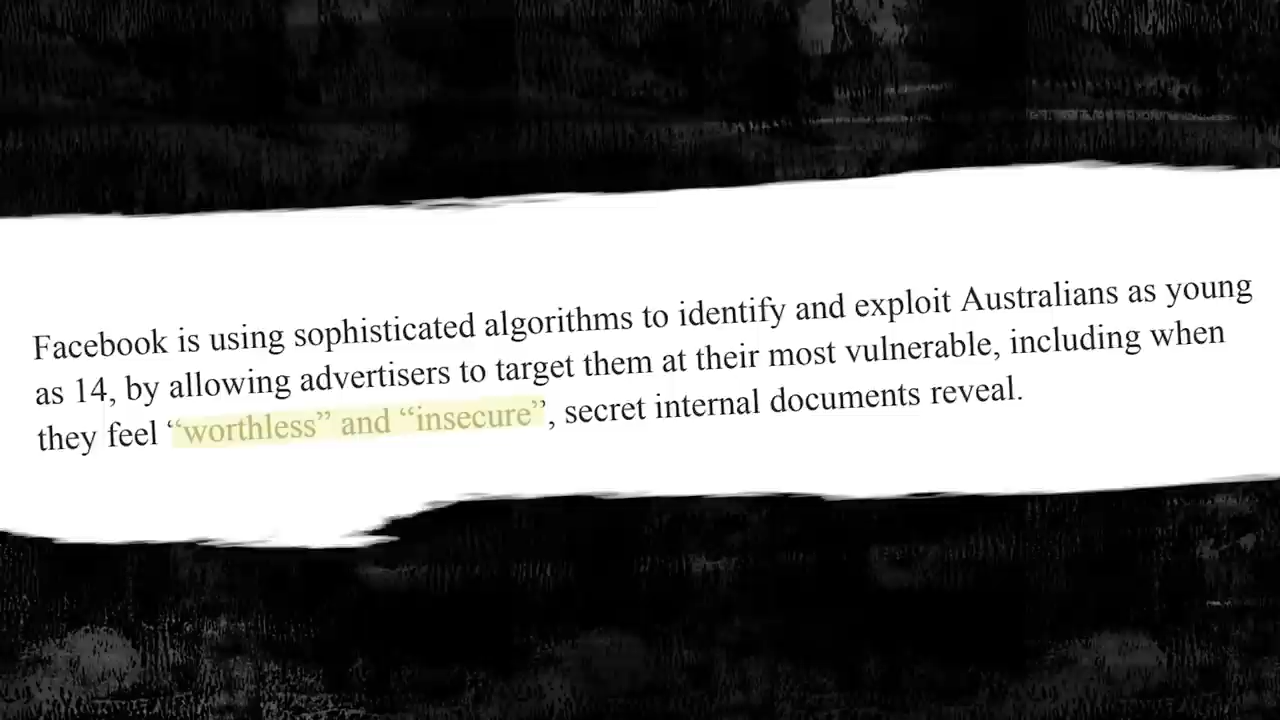 Facebook is using sophisticated algorithms to identify and exploit Australians as young
as 14, by allowing advertisers to target them at their most vulnerable, including when
they feel “worthless” and “insecure”, secret internal documents reveal.